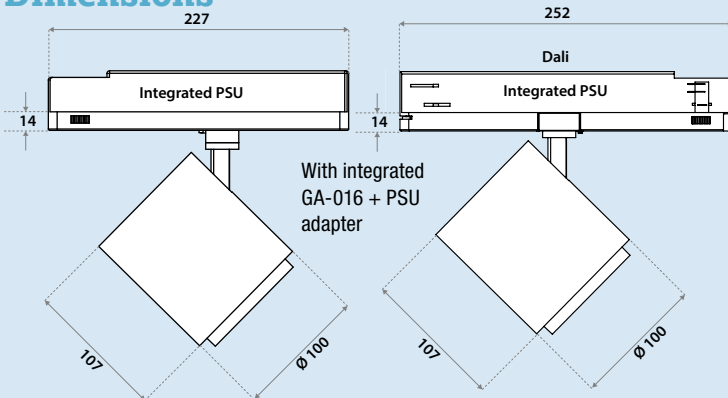 Dimensions
227
252
Dali
Integrated PSU
Integrated PSU
14
14
With integrated
GA-016 + PSU
adapter
107
Ø 100
107
Ø 100